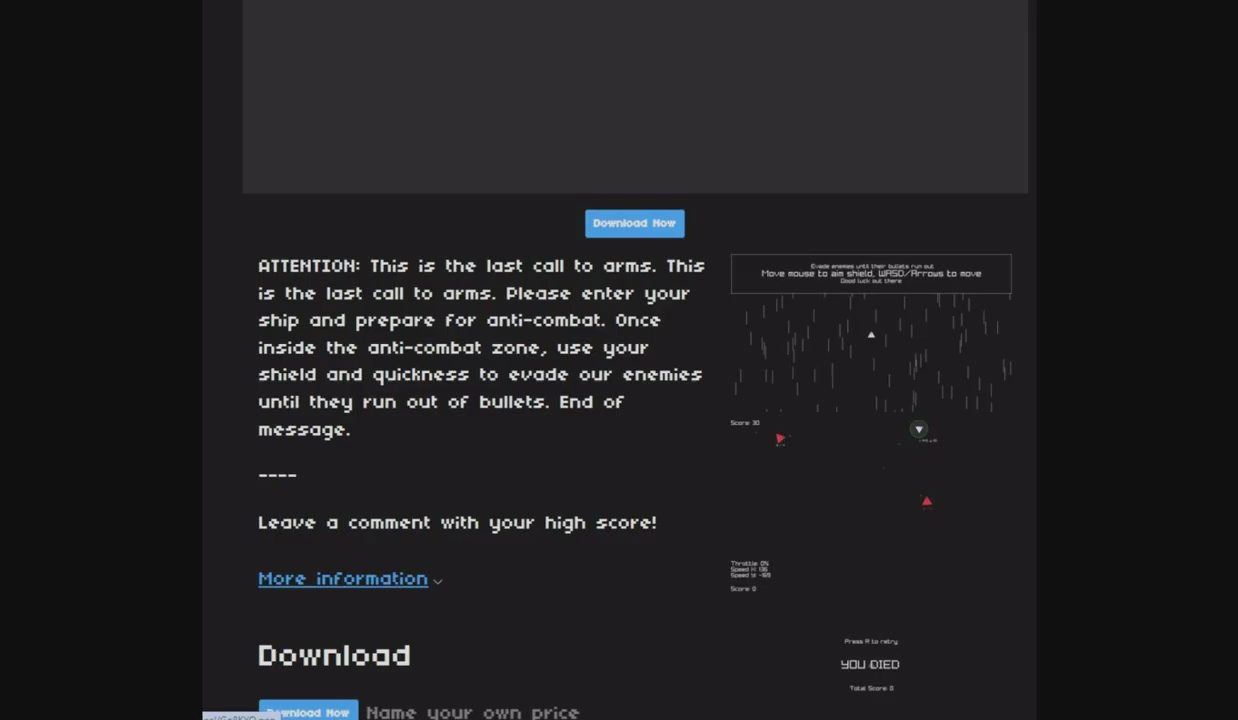 Download Now
ATTENTION: This is the last call to arms. This
is the last call to arms. Please enter your
ship and prepare for anti-combat. Once
inside the anti-combat zone, use your
shield and quickness to evade our enemies
until they run out of bullets. End of
message.
----
Leave a comment with your high score!
More information
Download
Download Now Name your own price
Evade enemies until their bullets run out
Move mouse to aim shield, WASD/Arrows to move
Good luck out there
Score: 30
Throttle: 0%
Score: 0
Press R to retry
YOU DIED
Total Score: 0